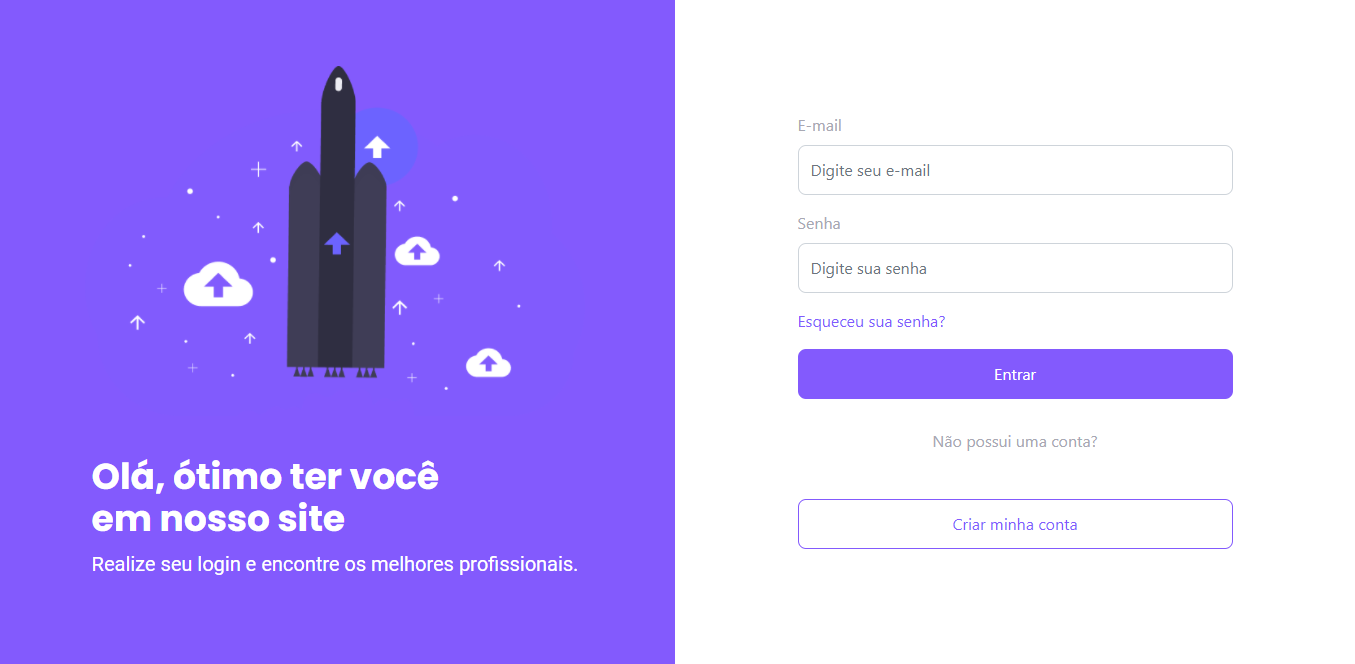 Olá, ótimo ter você
em nosso site
Realize seu login e encontre os melhores profissionais.
E-mail
Digite seu e-mail
Senha
Digite sua senha
Esqueceu sua senha?
Entrar
Não possui uma conta?
Criar minha conta